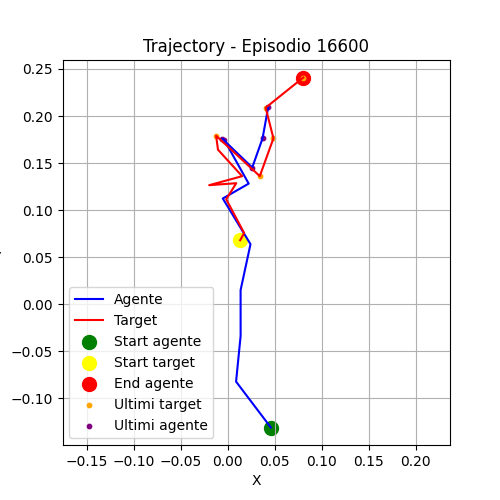 Trajectory - Episodio 16600
0.25
0.20
0.15
0.10
0.05
0.00
−0.05
−0.10
Agente
Target
Start agente
Start target
End agente
Ultimi target
Ultimi agente
−0.15 −0.10 −0.05 0.00 0.05 0.10 0.15 0.20
X